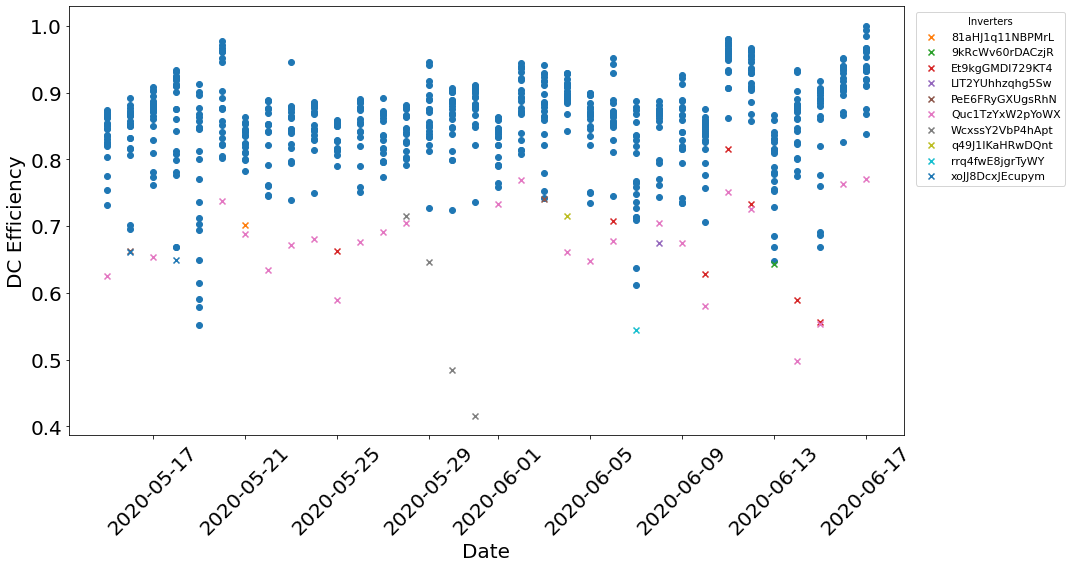 1.0
0.9
0.8
0.7
0.6
0.5
0.4
DC Efficiency
2020-05-17
2020-05-21
2020-05-25
2020-05-29
2020-06-01
2020-06-05
2020-06-09
2020-06-13
2020-06-17
Date
Inverters
81aHJ1q11NBPMrL
9kRcWv60rDACzjR
Et9kgGMDl729KT4
LlT2YUhhzqhg5Sw
PeE6FRyGXUgsRhN
Quc1TzYxW2pYoWX
WcxssY2VbP4hApt
q49J1IKaHRwDQnt
rrq4fwE8jgrTyWY
xoJJ8DcxJEcupym